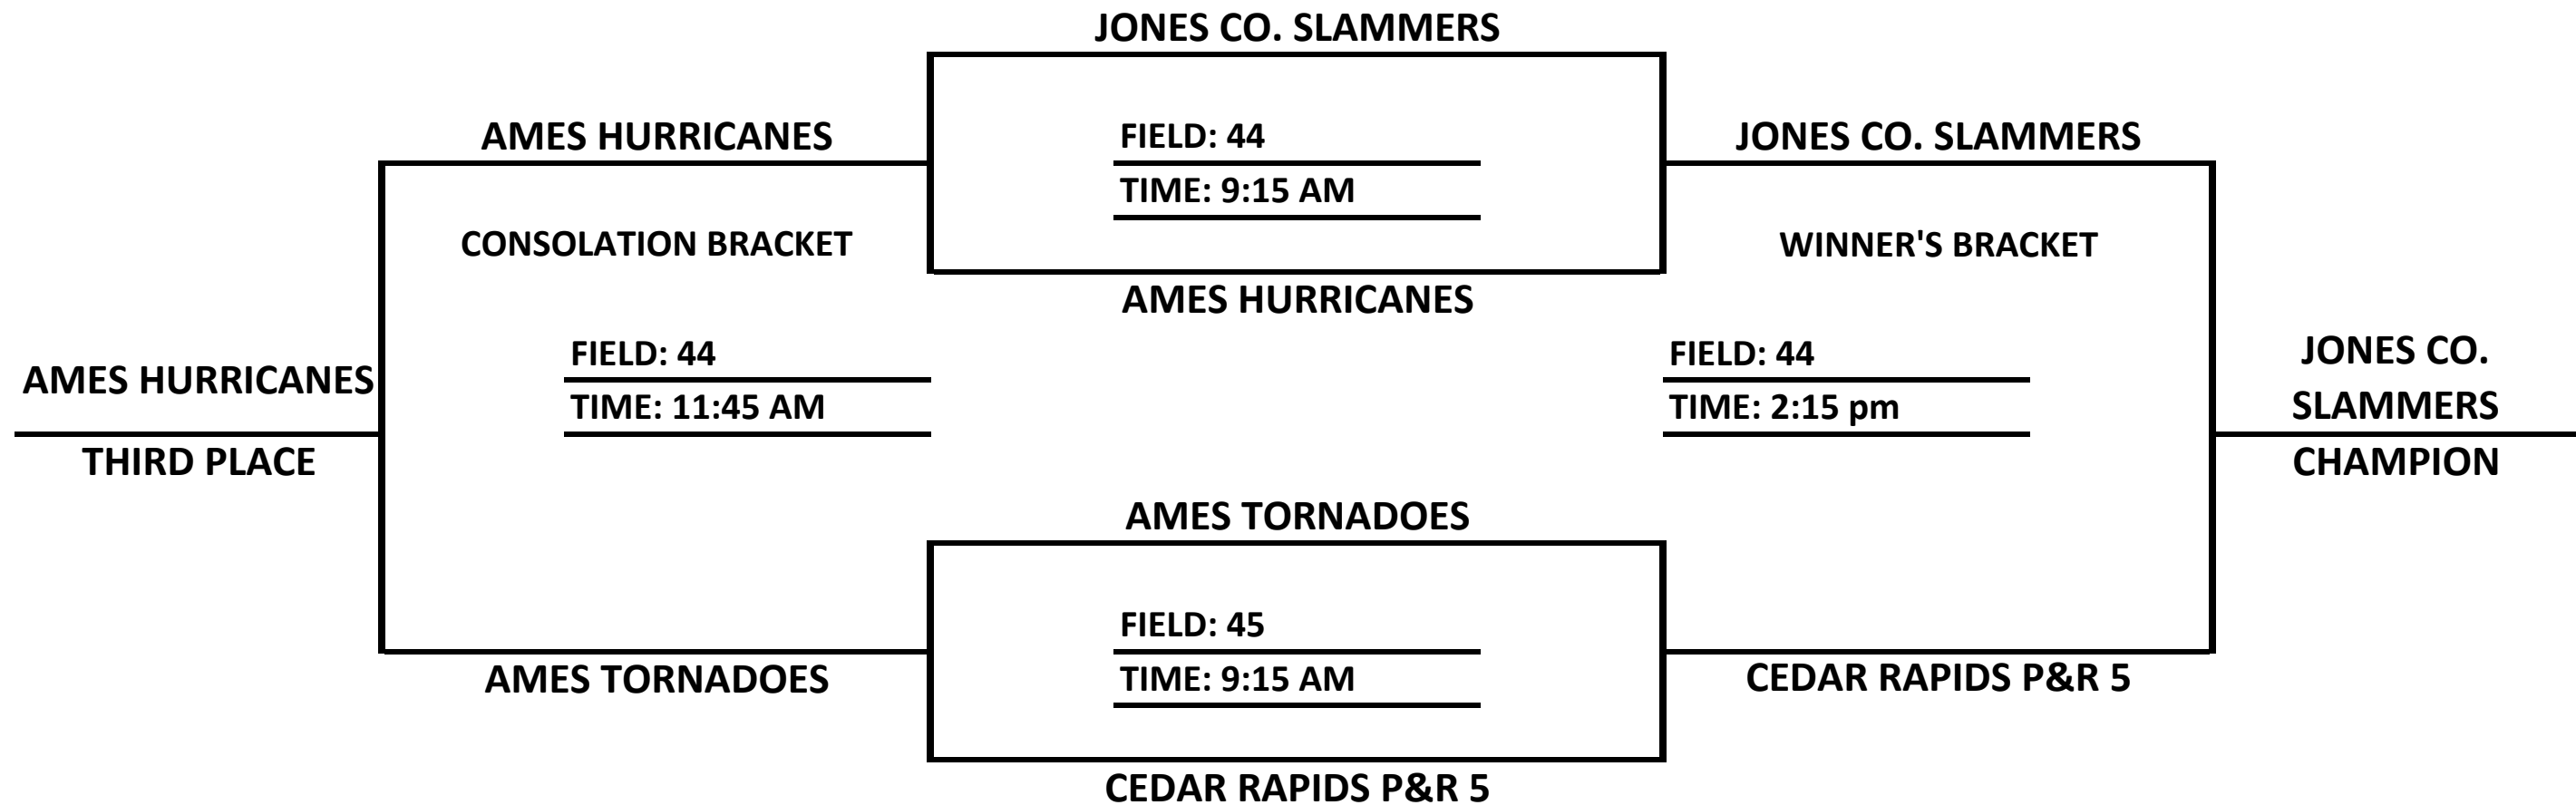 JONES CO. SLAMMERS
AMES HURRICANES
FIELD: 44
JONES CO. SLAMMERS
TIME: 9:15 AM
CONSOLATION BRACKET
WINNER'S BRACKET
AMES HURRICANES
FIELD: 44
FIELD: 44
JONES CO.
AMES HURRICANES
TIME: 11:45 AM
TIME: 2:15 pm
SLAMMERS
THIRD PLACE
CHAMPION
AMES TORNADOES
FIELD: 45
AMES TORNADOES
TIME: 9:15 AM
CEDAR RAPIDS P&R 5
CEDAR RAPIDS P&R 5